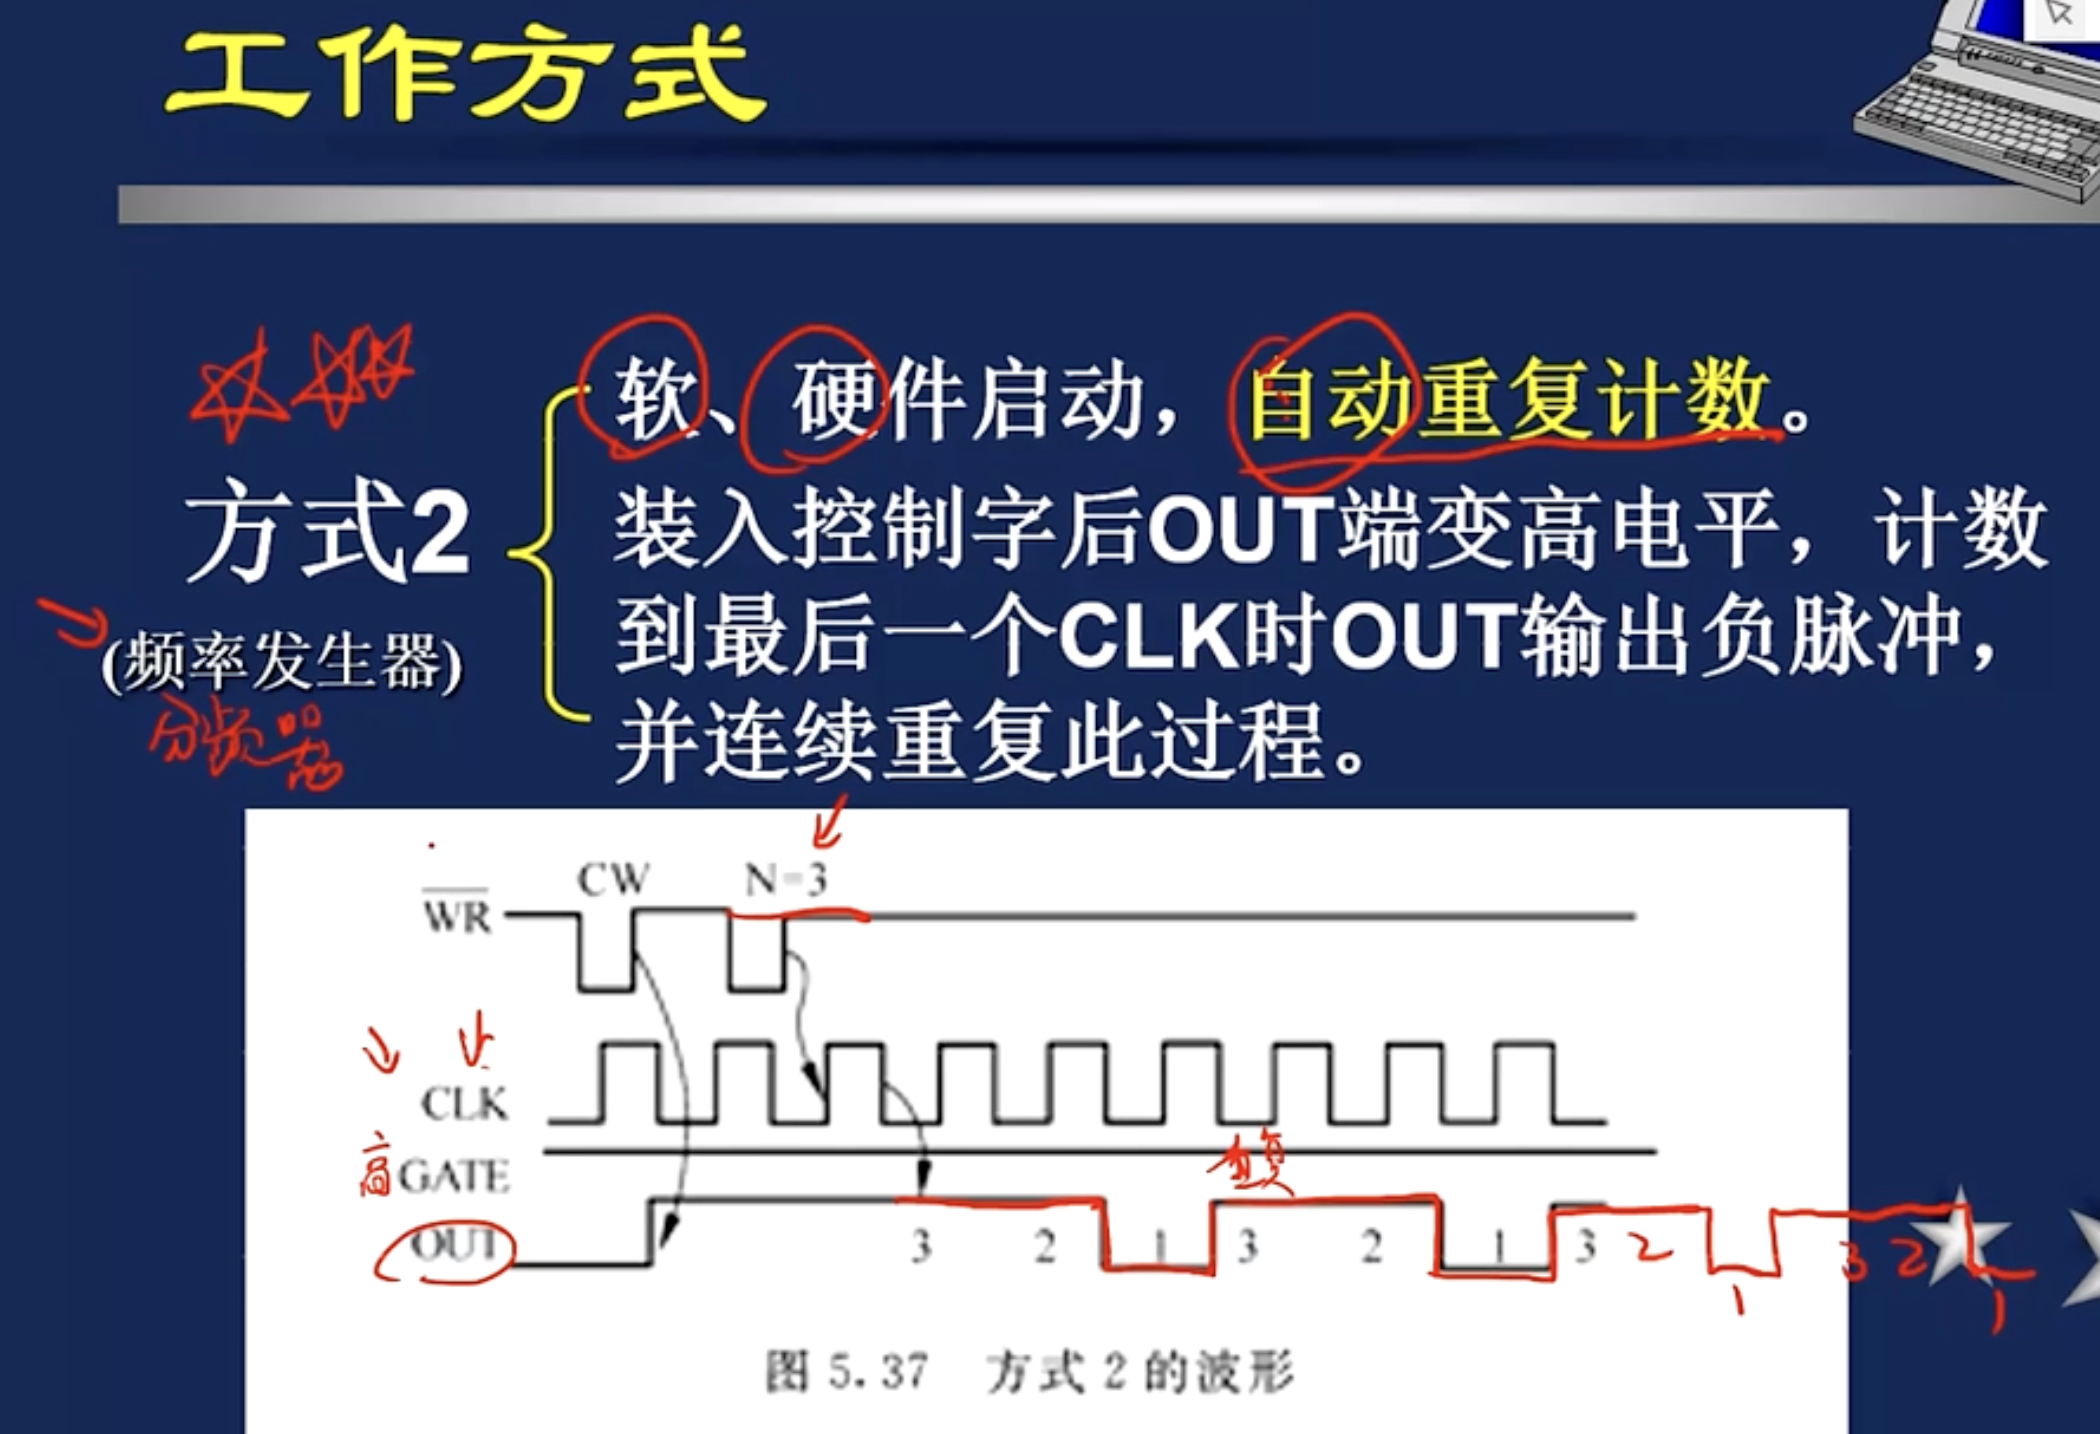 工作方式
软、硬件启动，自动重复计数。
方式2
装入控制字后OUT端变高电平，计数
到最后一个CLK时OUT输出负脉冲，
(频率发生器)
分频器
并连续重复此过程。
CW N=3
WR
CLK
高 GATE
重复
OUT 3 2 1 3 2 1 3 2 1 3 2 1
图 5.37 方式 2 的波形